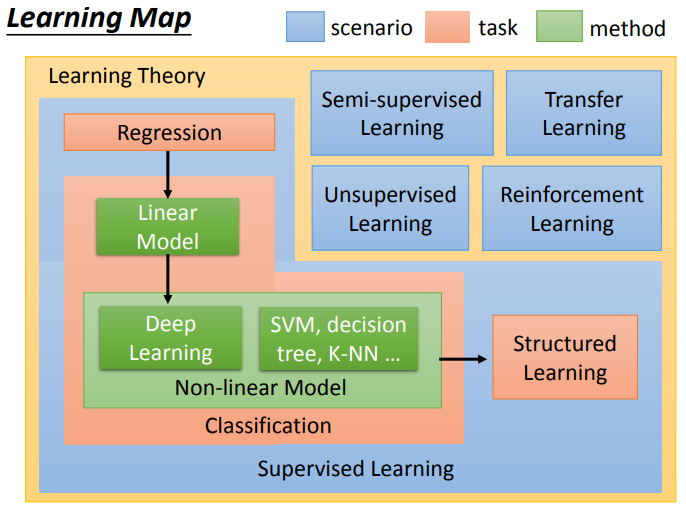 Learning Map
scenario
task
method
Learning Theory
Semi-supervised
Learning
Transfer
Learning
Regression
Unsupervised
Learning
Reinforcement
Learning
Linear
Model
Deep
Learning
SVM, decision
tree, K-NN ...
Non-linear Model
Structured
Learning
Classification
Supervised Learning